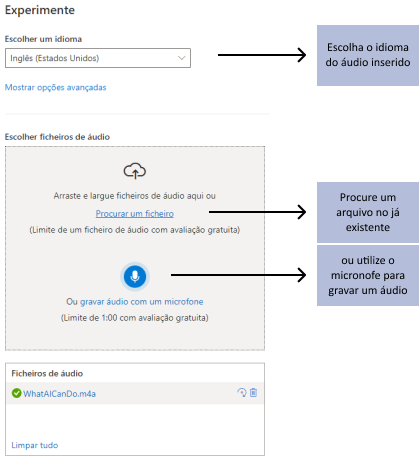 Experimente
Escolher um idioma
Inglês (Estados Unidos)
Mostrar opções avançadas
Escolha o idioma
do áudio inserido
Escolher ficheiros de áudio
Arraste e largue ficheiros de áudio aqui ou
Procurar um ficheiro
(Limite de um ficheiro de áudio com avaliação gratuita)
Procure um
arquivo no já
existente
Ou gravar áudio com um microfone
(Limite de 1:00 com avaliação gratuita)
ou utilize o
micronofe para
gravar um áudio
Ficheiros de áudio
WhatAICanDo.m4a
Limpar tudo